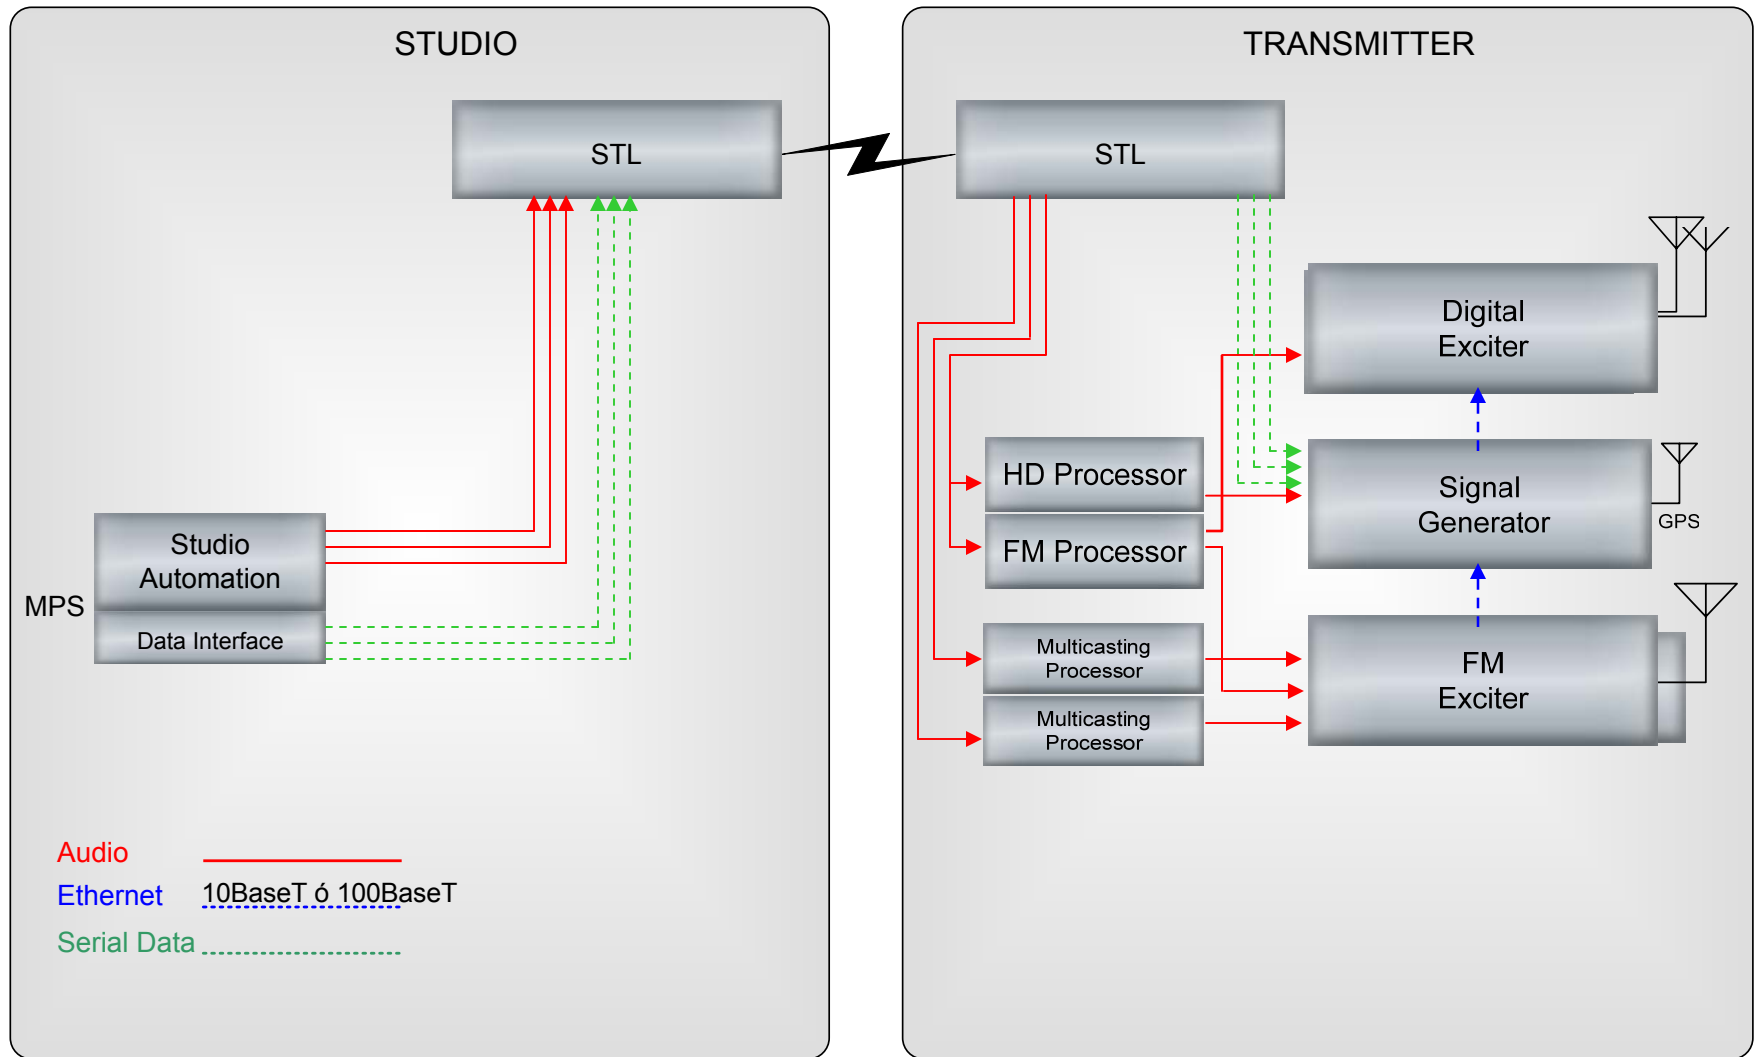 STUDIO
STL
Studio
Automation
MPS
Data Interface
Audio
Ethernet 10BaseT ó 100BaseT
Serial Data
TRANSMITTER
STL
Digital
Exciter
HD Processor
FM Processor
Signal
Generator
GPS
Multicasting
Processor
Multicasting
Processor
FM
Exciter